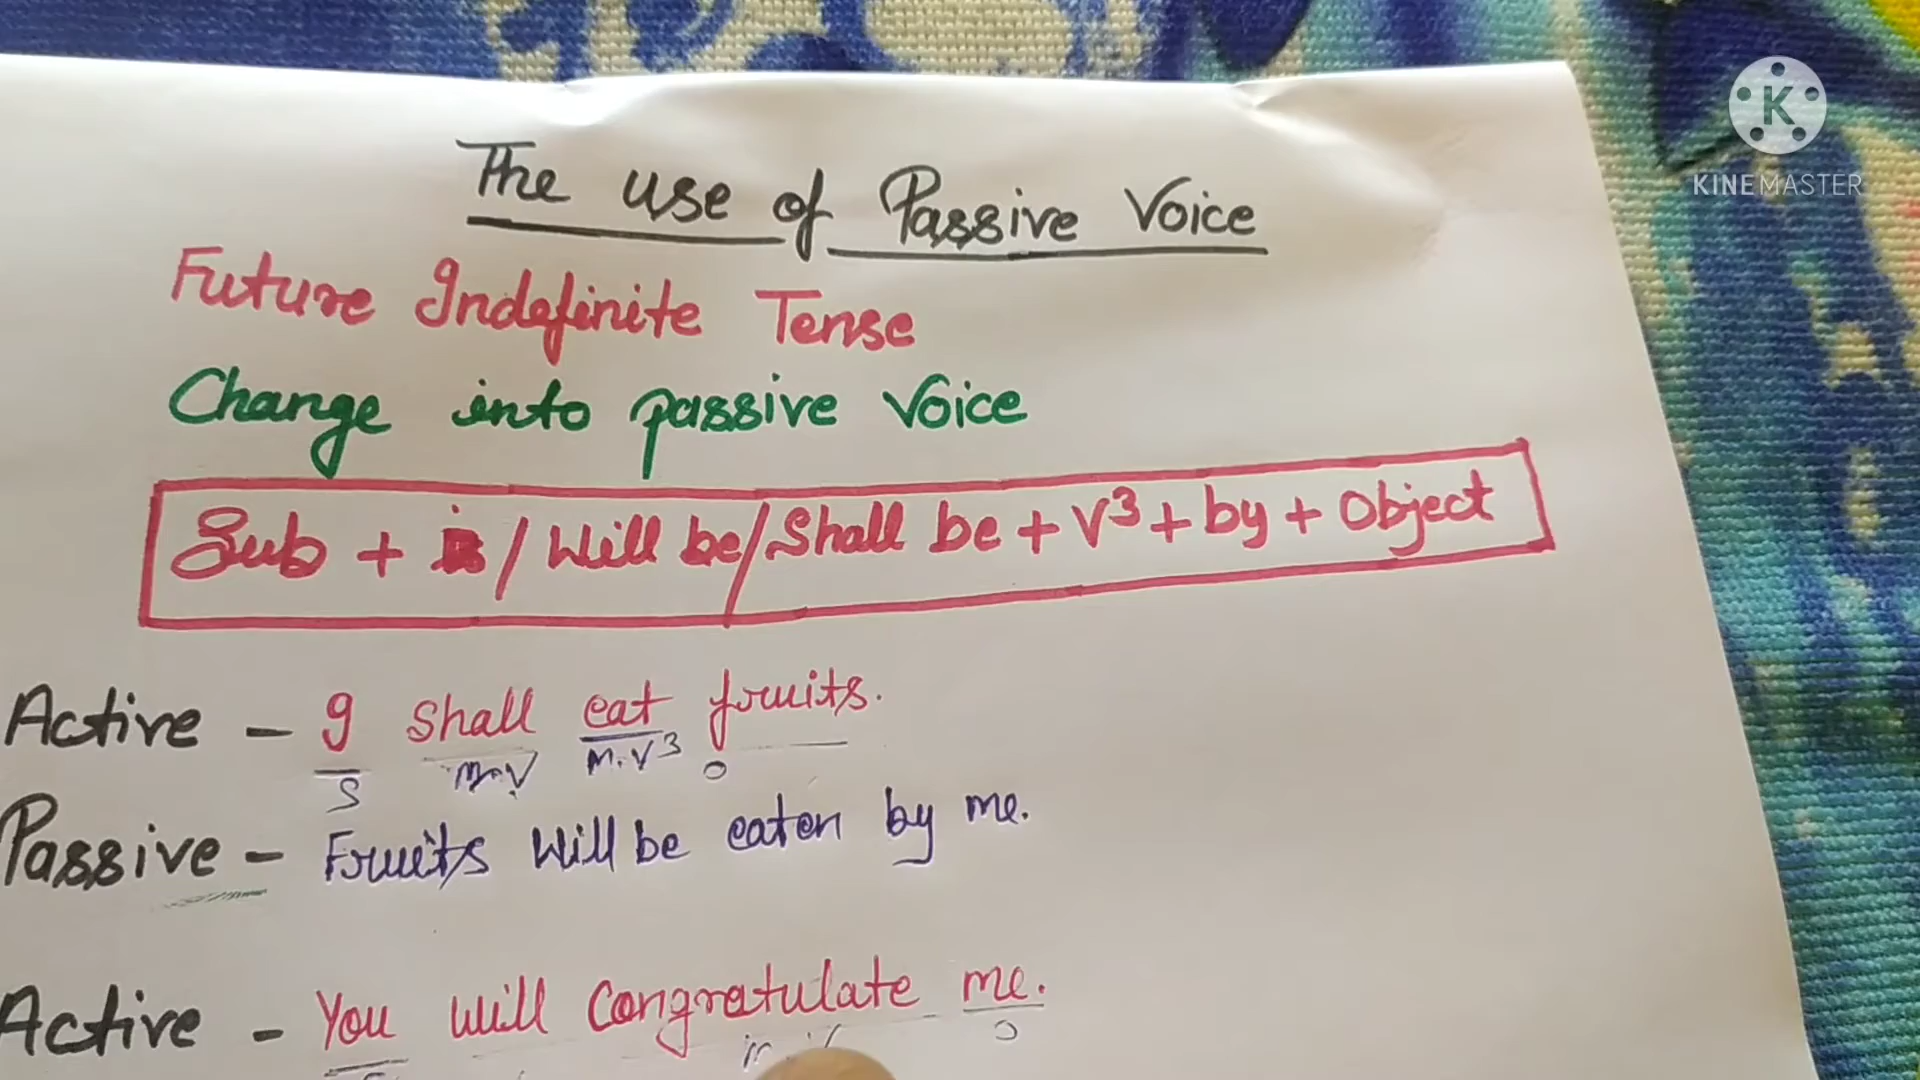 K
KINEMASTER
The use of Passive Voice
Future Indefinite Tense
Change into passive Voice
Sub + / Will be / Shall be + V³ + by + Object
Active - I shall eat fruits.
S M.V³ O
Passive - Fruits Will be eaten by me.
Active - You will Congratulate me.
O